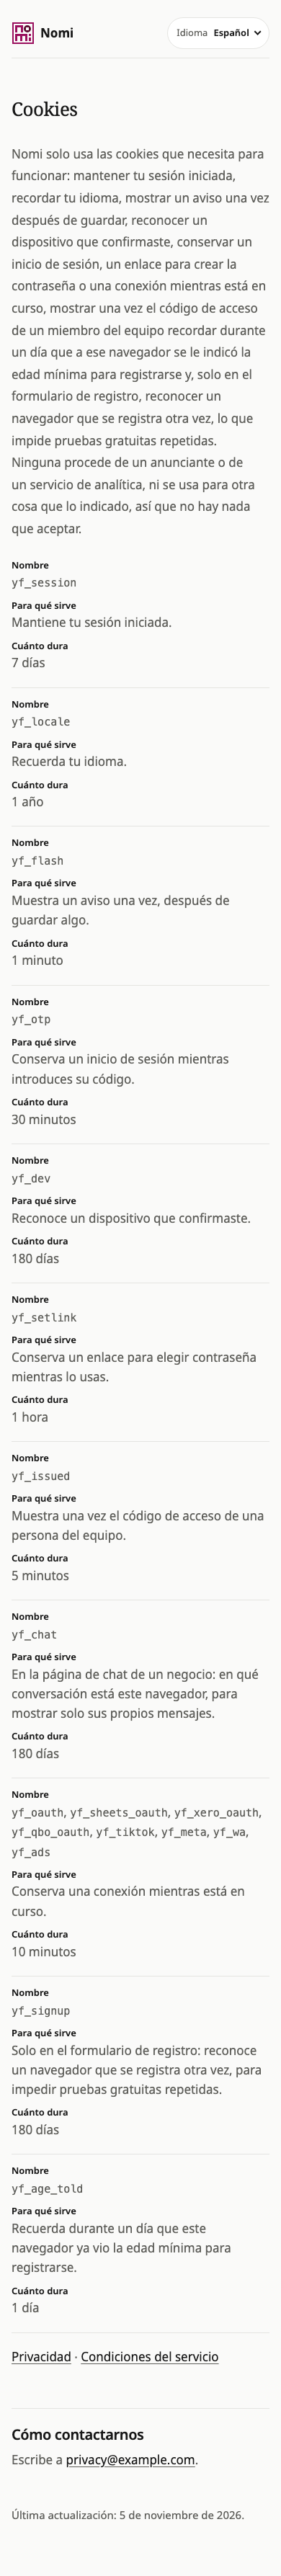 Nomi
Idioma Español
Cookies
Nomi solo usa las cookies que necesita para
funcionar: mantener tu sesión iniciada,
recordar tu idioma, mostrar un aviso una vez
después de guardar, reconocer un
dispositivo que confirmaste, conservar un
inicio de sesión, un enlace para crear la
contraseña o una conexión mientras está en
curso, mostrar una vez el código de acceso
de un miembro del equipo recordar durante
un día que a ese navegador se le indicó la
edad mínima para registrarse y, solo en el
formulario de registro, reconocer un
navegador que se registra otra vez, lo que
impide pruebas gratuitas repetidas.
Ninguna procede de un anunciante o de
un servicio de analítica, ni se usa para otra
cosa que lo indicado, así que no hay nada
que aceptar.
Nombre
yf_session
Para qué sirve
Mantiene tu sesión iniciada.
Cuánto dura
7 días
Nombre
yf_locale
Para qué sirve
Recuerda tu idioma.
Cuánto dura
1 año
Nombre
yf_flash
Para qué sirve
Muestra un aviso una vez, después de
guardar algo.
Cuánto dura
1 minuto
Nombre
yf_otp
Para qué sirve
Conserva un inicio de sesión mientras
introduces su código.
Cuánto dura
30 minutos
Nombre
yf_dev
Para qué sirve
Reconoce un dispositivo que confirmaste.
Cuánto dura
180 días
Nombre
yf_setlink
Para qué sirve
Conserva un enlace para elegir contraseña
mientras lo usas.
Cuánto dura
1 hora
Nombre
yf_issued
Para qué sirve
Muestra una vez el código de acceso de una
persona del equipo.
Cuánto dura
5 minutos
Nombre
yf_chat
Para qué sirve
En la página de chat de un negocio: en qué
conversación está este navegador, para
mostrar solo sus propios mensajes.
Cuánto dura
180 días
Nombre
yf_oauth, yf_sheets_oauth, yf_xero_oauth,
yf_qbo_oauth, yf_tiktok, yf_meta, yf_wa,
yf_ads
Para qué sirve
Conserva una conexión mientras está en
curso.
Cuánto dura
10 minutos
Nombre
yf_signup
Para qué sirve
Solo en el formulario de registro: reconoce
un navegador que se registra otra vez, para
impedir pruebas gratuitas repetidas.
Cuánto dura
180 días
Nombre
yf_age_told
Para qué sirve
Recuerda durante un día que este
navegador ya vio la edad mínima para
registrarse.
Cuánto dura
1 día
Privacidad · Condiciones del servicio
Cómo contactarnos
Escribe a privacy@example.com.
Última actualización: 5 de noviembre de 2026.